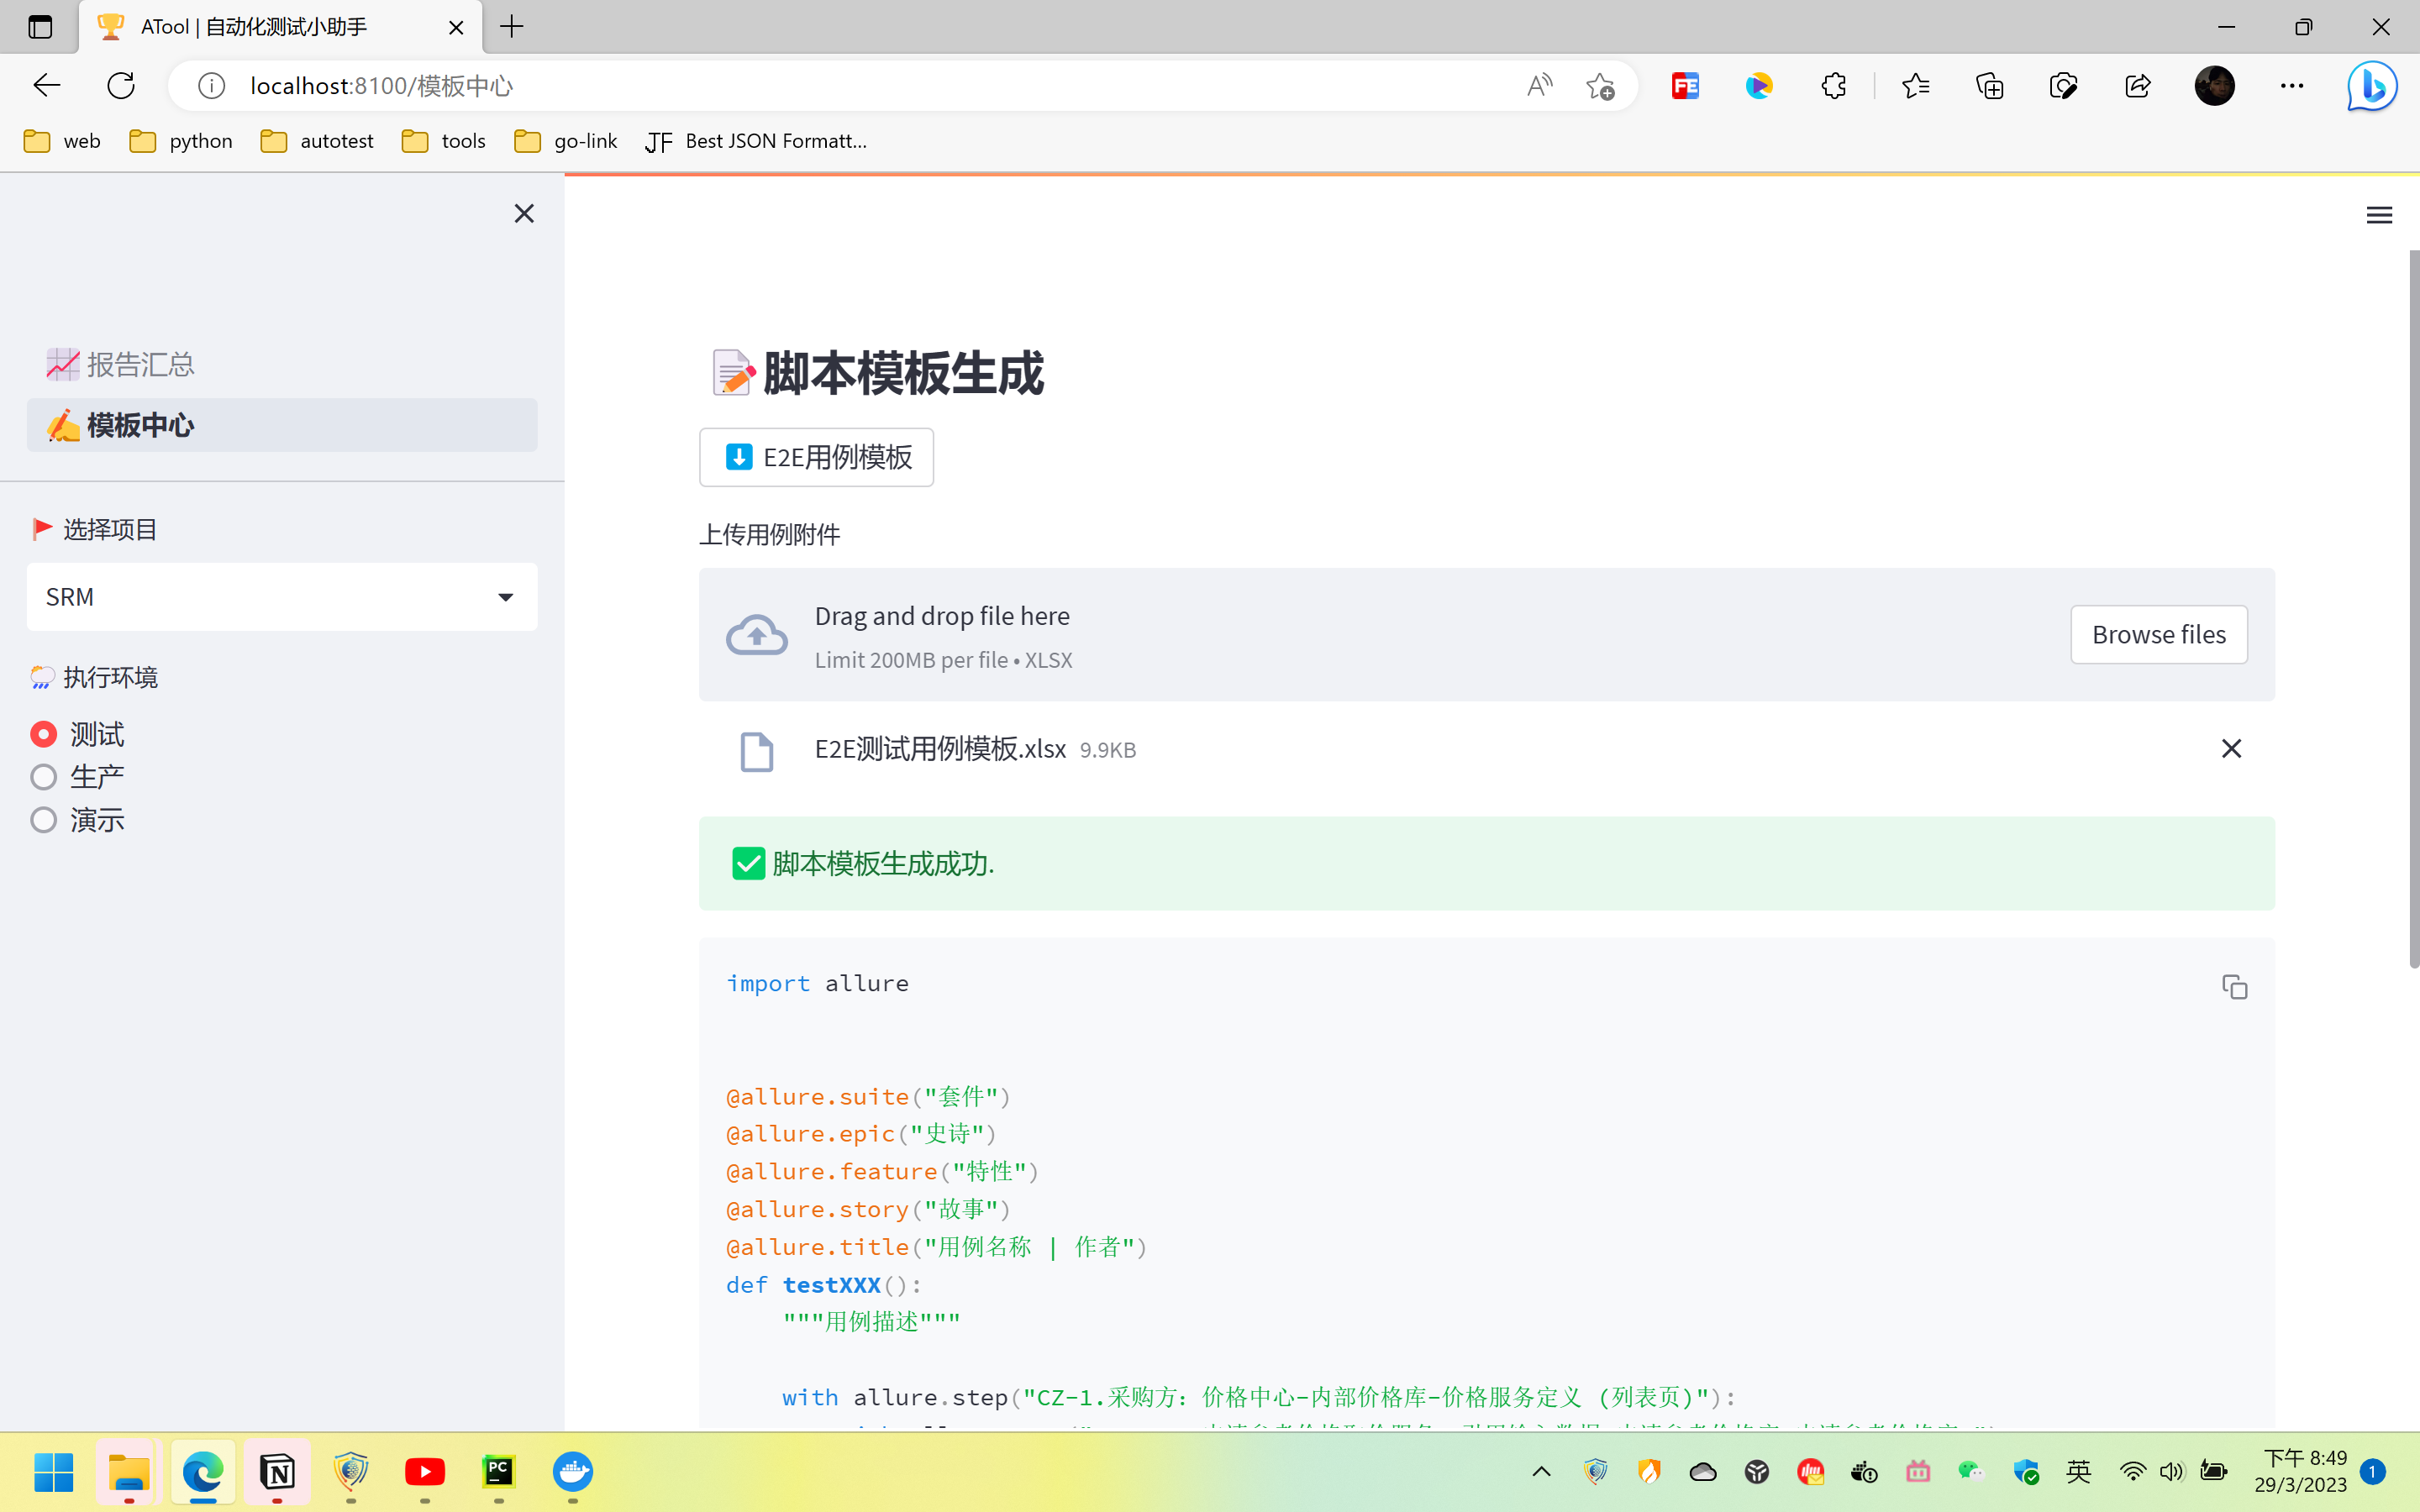 ATool | 自动化测试小助手
localhost:8100/模板中心
web
python
autotest
tools
go-link
JF Best JSON Formatt...
报告汇总
模板中心
选择项目
SRM
执行环境
测试
生产
演示
脚本模板生成
E2E用例模板
上传用例附件
Drag and drop file here
Limit 200MB per file • XLSX
Browse files
E2E测试用例模板.xlsx 9.9KB
脚本模板生成成功.
import allure
@allure.suite("套件")
@allure.epic("史诗")
@allure.feature("特性")
@allure.story("故事")
@allure.title("用例名称 | 作者")
def testXXX():
"""用例描述"""
with allure.step("CZ-1.采购方：价格中心-内部价格库-价格服务定义 (列表页)"):
英
下午 8:49
29/3/2023
1